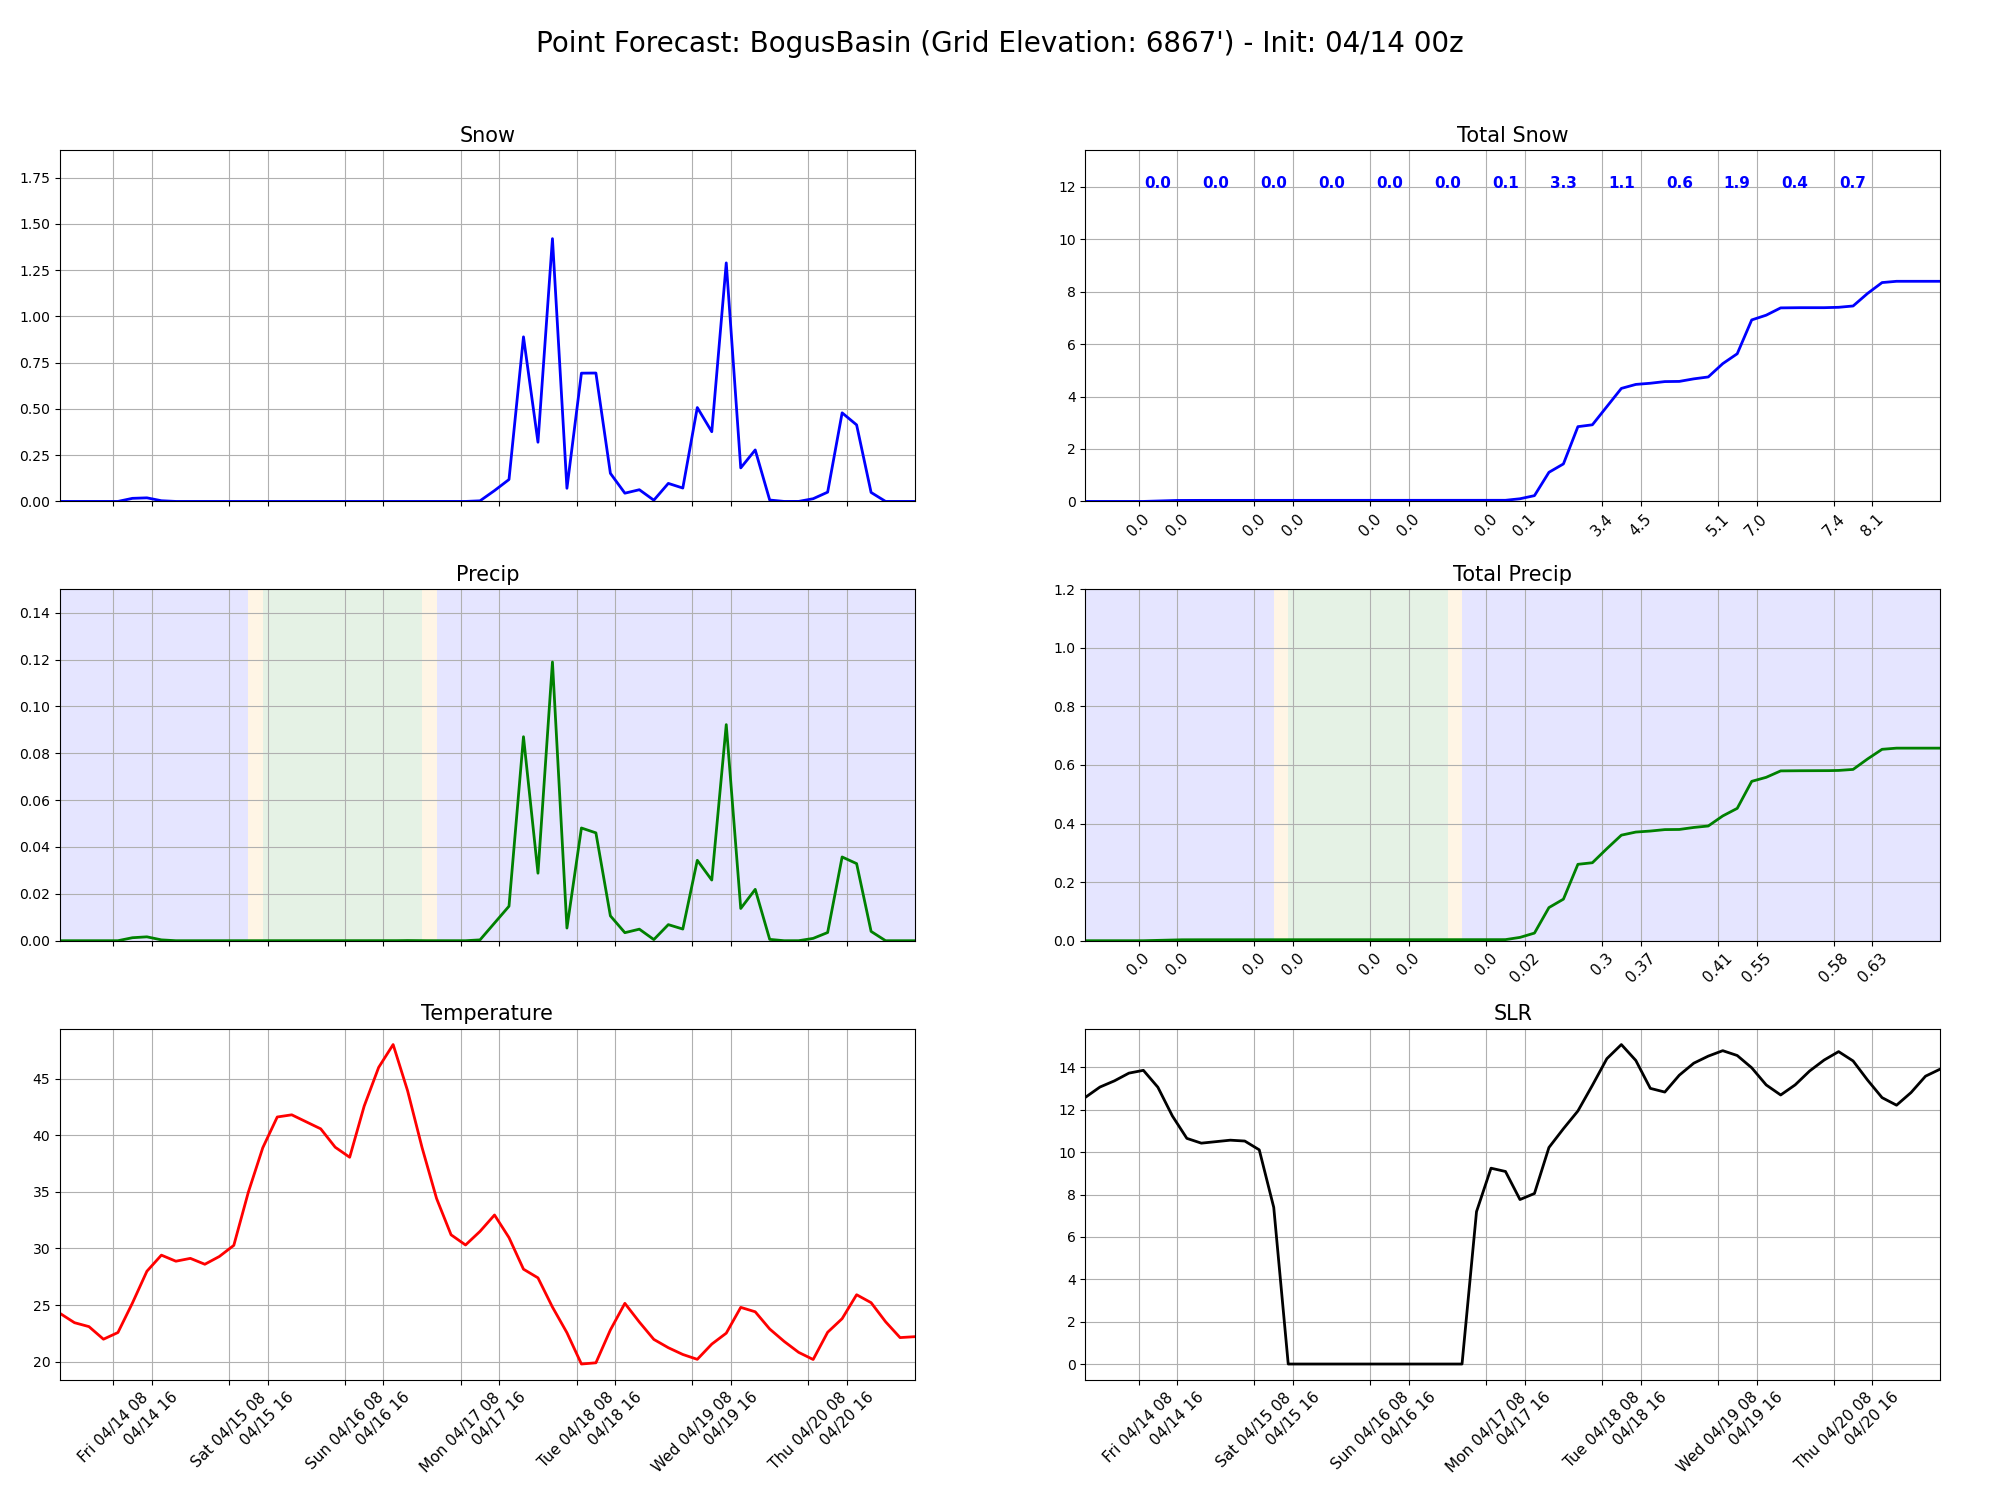 Point Forecast: BogusBasin (Grid Elevation: 6867') - Init: 04/14 00z
Snow
1.75
1.50
1.25
1.00
0.75
0.50
0.25
0.00
Total Snow
0.0 0.0 0.0 0.0 0.0 0.0 0.1 3.3 1.1 0.6 1.9 0.4 0.7
12
10
8
6
4
2
0
0.0 0.0 0.0 0.0 0.0 0.0 0.0 0.1 3.4 4.5 5.1 7.0 7.4 8.1
Precip
0.14
0.12
0.10
0.08
0.06
0.04
0.02
0.00
Total Precip
1.2
1.0
0.8
0.6
0.4
0.2
0.0
0.0 0.0 0.0 0.0 0.0 0.0 0.0 0.02 0.3 0.37 0.41 0.55 0.58 0.63
Temperature
45
40
35
30
25
20
Fri 04/14 08
04/14 16
Sat 04/15 08
04/15 16
Sun 04/16 08
04/16 16
Mon 04/17 08
04/17 16
Tue 04/18 08
04/18 16
Wed 04/19 08
04/19 16
Thu 04/20 08
04/20 16
SLR
14
12
10
8
6
4
2
0
Fri 04/14 08
04/14 16
Sat 04/15 08
04/15 16
Sun 04/16 08
04/16 16
Mon 04/17 08
04/17 16
Tue 04/18 08
04/18 16
Wed 04/19 08
04/19 16
Thu 04/20 08
04/20 16